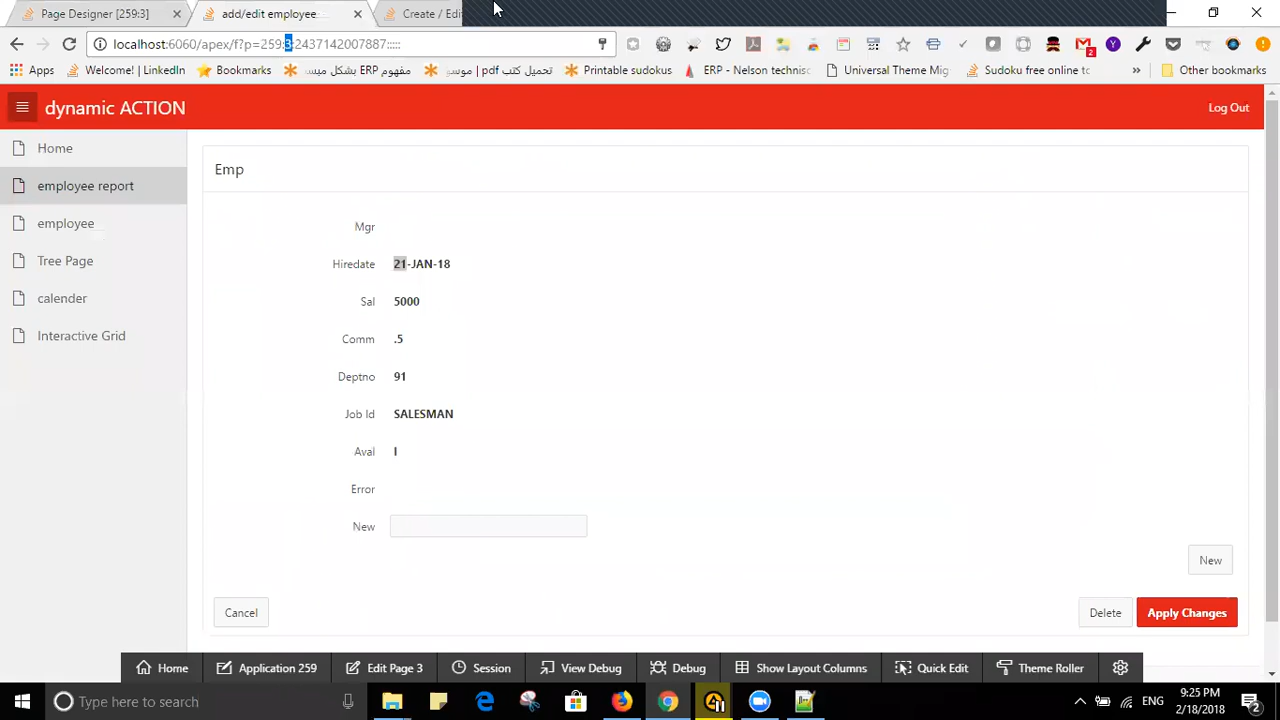 Page Designer [259:3]
add/edit employee
Create / Edi
localhost:6060/apex/f?p=259:3:2437142007887:::::
Apps
Welcome! | LinkedIn
Bookmarks
مفهوم ERP بشكل مبسـ
تحميل كتب pdf | موسو
Printable sudokus
ERP - Nelson technisc
Universal Theme Mig
Sudoku free online to
»
Other bookmarks
dynamic ACTION
Log Out
Home
employee report
employee
Tree Page
calender
Interactive Grid
Emp
Mgr
Hiredate 21-JAN-18
Sal 5000
Comm .5
Deptno 91
Job Id SALESMAN
Aval I
Error
New
New
Cancel
Delete
Apply Changes
Home
Application 259
Edit Page 3
Session
View Debug
Debug
Show Layout Columns
Quick Edit
Theme Roller
Type here to search
ENG
9:25 PM
2/18/2018
2